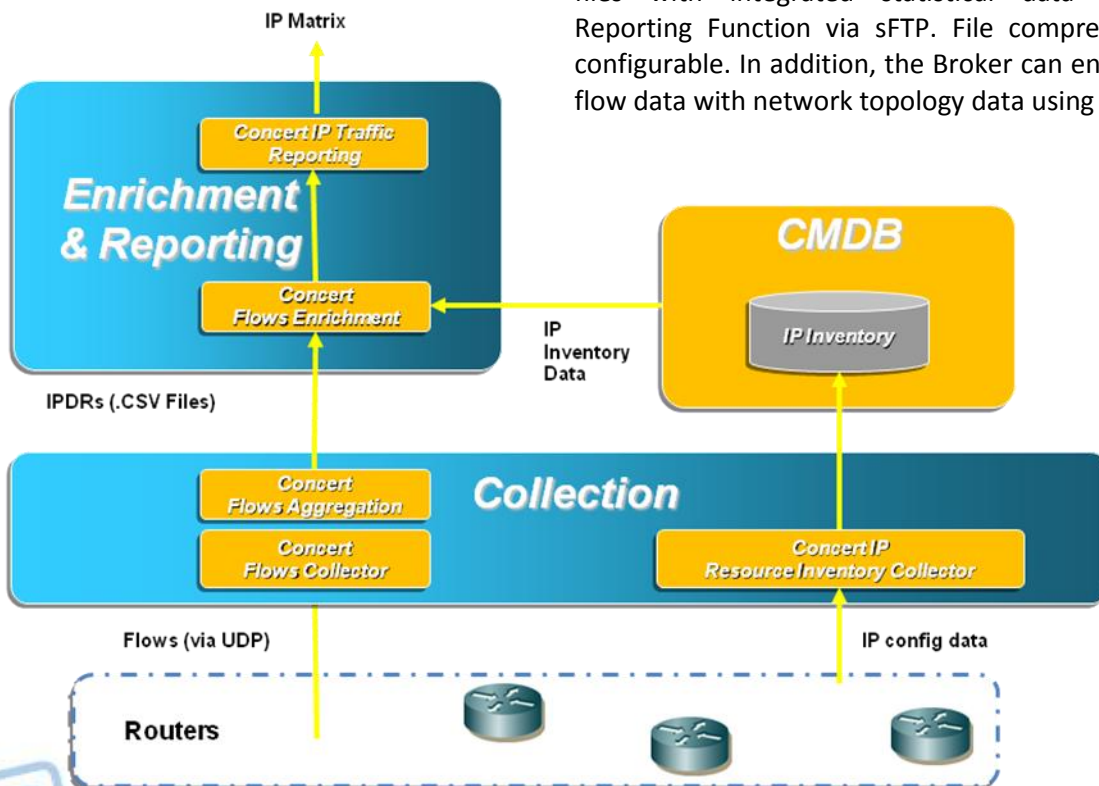 files with integrated statistical data
Reporting Function via sFTP. File compre
configurable. In addition, the Broker can en
flow data with network topology data using
IP Matrix
Concert IP Traffic
Reporting
Enrichment
& Reporting
Concert
Flows Enrichment
CMDB
IP Inventory
IP
Inventory
Data
IPDRs (.CSV Files)
Concert
Flows Aggregation
Collection
Concert
Flows Collector
Concert IP
Resource Inventory Collector
Flows (via UDP)
IP config data
Routers